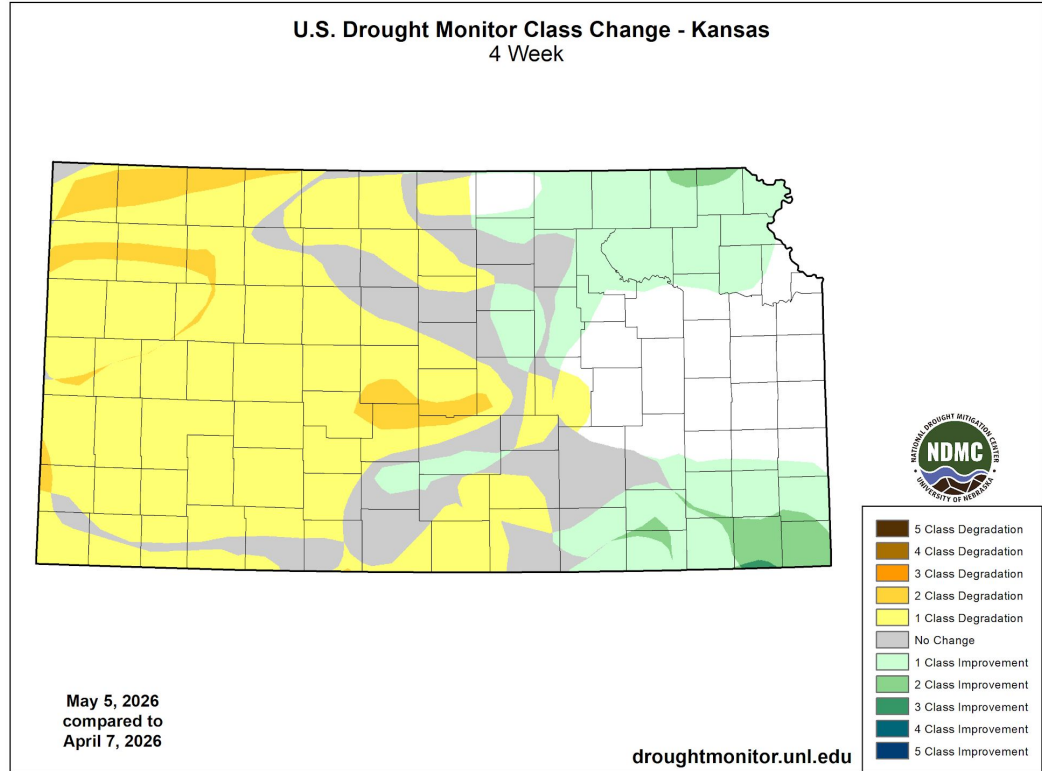 U.S. Drought Monitor Class Change - Kansas
4 Week
NATIONAL DROUGHT MITIGATION CENTER
NDMC
UNIVERSITY OF NEBRASKA
5 Class Degradation
4 Class Degradation
3 Class Degradation
2 Class Degradation
1 Class Degradation
No Change
1 Class Improvement
2 Class Improvement
3 Class Improvement
4 Class Improvement
5 Class Improvement
May 5, 2026
compared to
April 7, 2026
droughtmonitor.unl.edu